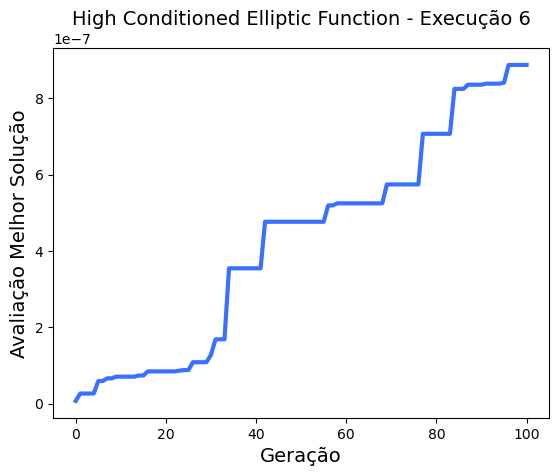 High Conditioned Elliptic Function - Execução 6
1e−7
8
6
4
2
0
Avaliação Melhor Solução
0 20 40 60 80 100
Geração